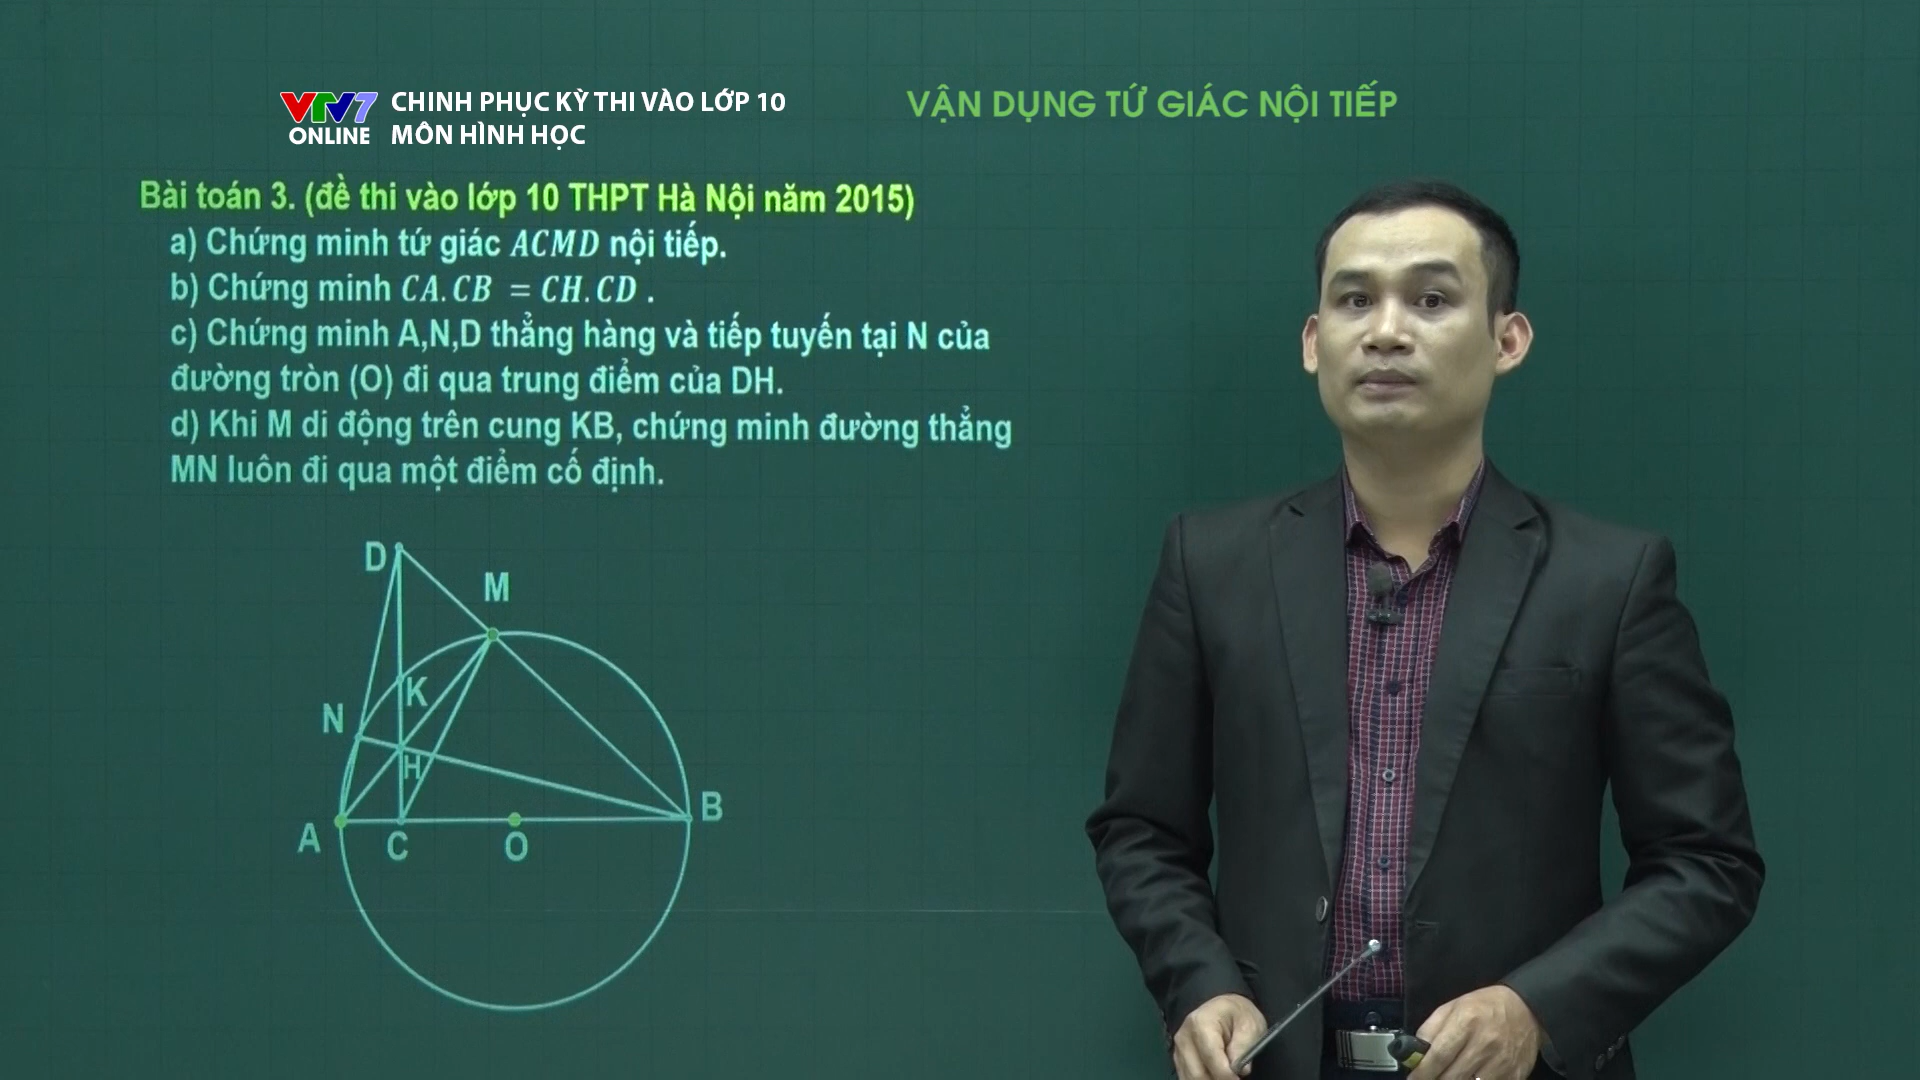 VTV7
ONLINE
CHINH PHỤC KỲ THI VÀO LỚP 10
MÔN HÌNH HỌC
VẬN DỤNG TỨ GIÁC NỘI TIẾP
Bài toán 3. (đề thi vào lớp 10 THPT Hà Nội năm 2015)
a) Chứng minh tứ giác ACMD nội tiếp.
b) Chứng minh CA.CB = CH.CD .
c) Chứng minh A,N,D thẳng hàng và tiếp tuyến tại N của
đường tròn (O) đi qua trung điểm của DH.
d) Khi M di động trên cung KB, chứng minh đường thẳng
MN luôn đi qua một điểm cố định.
D
M
K
N
H
A
C
O
B